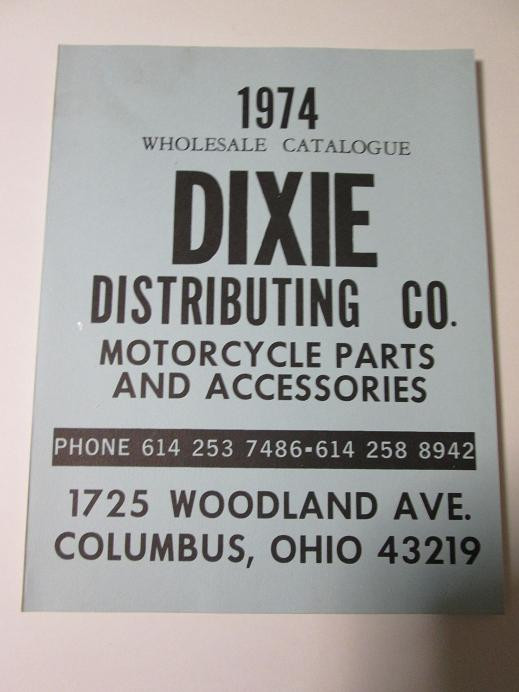 1974
WHOLESALE CATALOGUE
DIXIE
DISTRIBUTING CO.
MOTORCYCLE PARTS
AND ACCESSORIES
PHONE 614 253 7486-614 258 8942
1725 WOODLAND AVE.
COLUMBUS, OHIO 43219